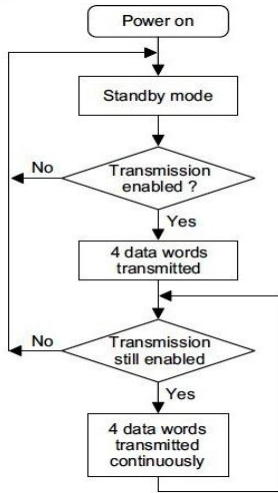 Power on
Standby mode
Transmission
enabled ?
No
Yes
4 data words
transmitted
Transmission
still enabled
No
Yes
4 data words
transmitted
continuously